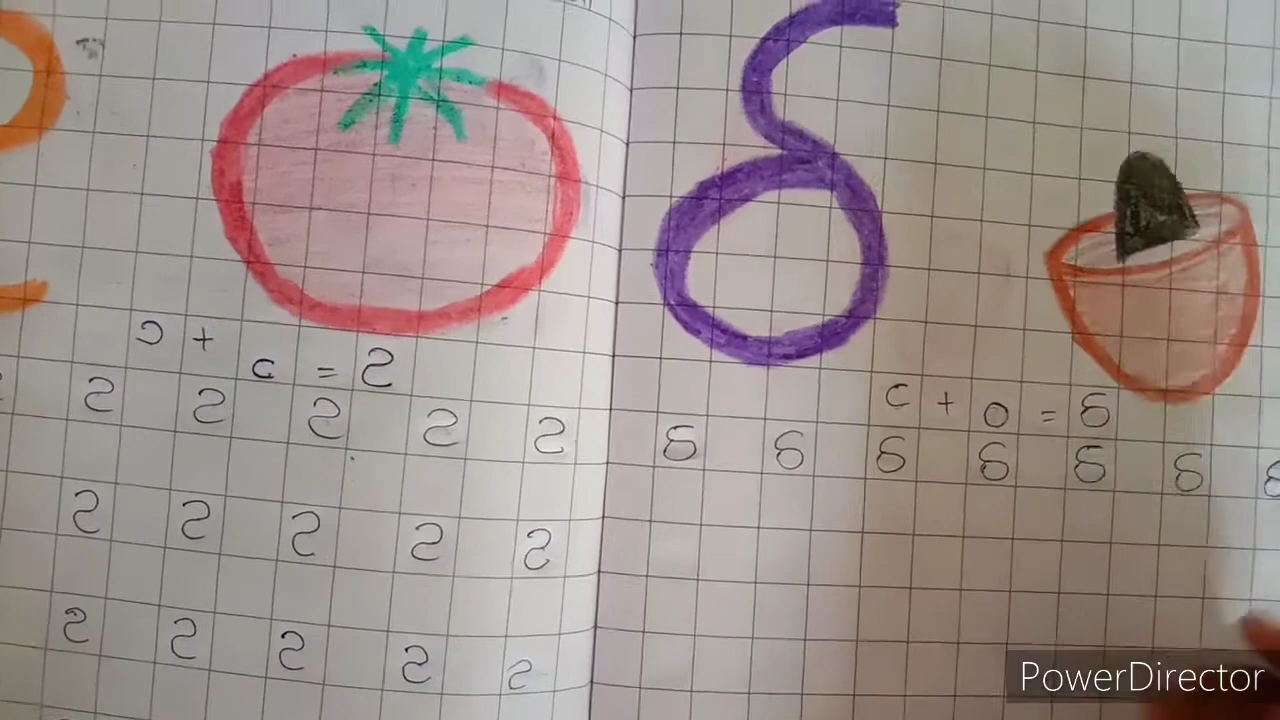 ટ
ઠ
c + o = ઠ
ટ ટ ટ ટ ટ
ટ ટ ટ ટ ટ
ટ ટ ટ ટ ટ
ઠ ઠ ઠ ઠ ઠ ઠ
PowerDirector